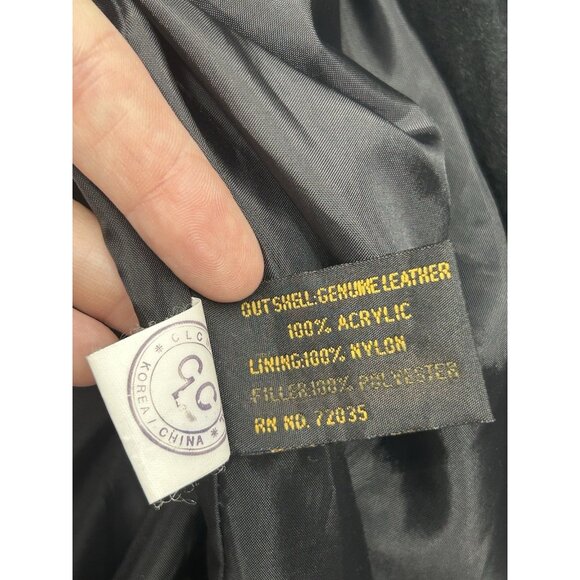 OUTSHELL:GENUINE LEATHER
100% ACRYLIC
LINING:100% NYLON
FILLER:100% POLYESTER
RN NO. 72035
CLC
KOREA / CHINA